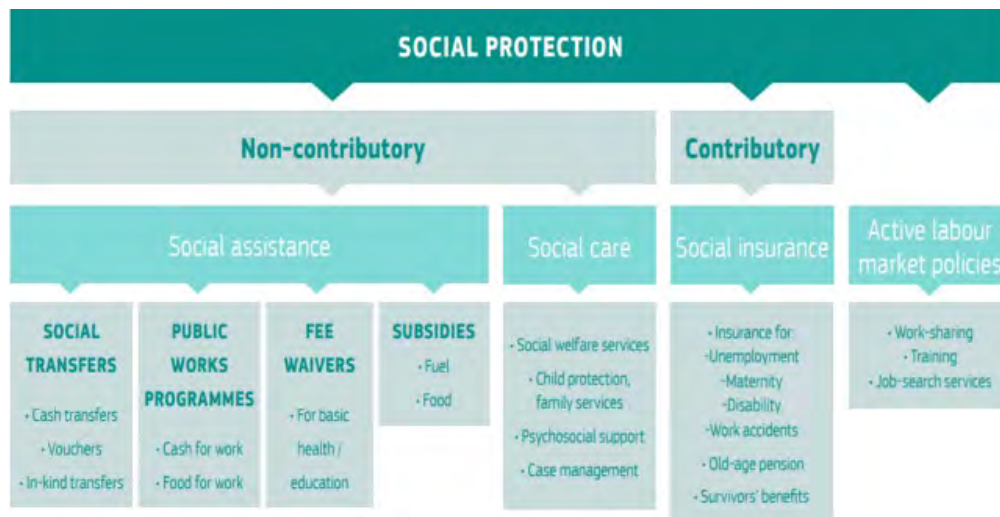 SOCIAL PROTECTION
Non-contributory
Contributory
Social assistance
Social care
Social insurance
Active labour
market policies
SOCIAL
TRANSFERS
• Cash transfers
• Vouchers
• In-kind transfers
PUBLIC
WORKS
PROGRAMMES
• Cash for work
• Food for work
FEE
WAIVERS
• For basic
health /
education
SUBSIDIES
• Fuel
• Food
• Social welfare services
• Child protection,
family services
• Psychosocial support
• Case management
• Insurance for:
-Unemployment
-Maternity
-Disability
-Work accidents
• Old-age pension
• Survivors' benefits
• Work-sharing
• Training
• Job-search services